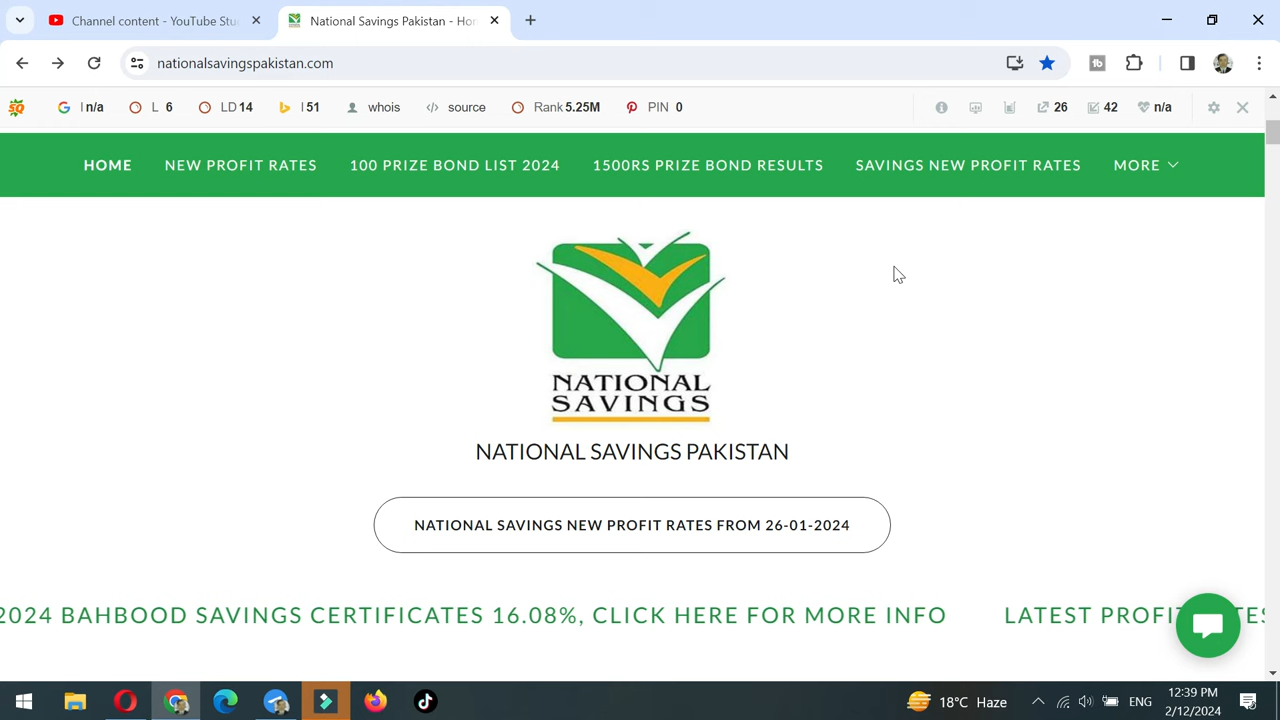 Channel content - YouTube Stu
National Savings Pakistan - Ho
nationalsavingspakistan.com
I n/a
L 6
LD 14
I 51
whois
source
Rank 5.25M
PIN 0
26
42
n/a
HOME
NEW PROFIT RATES
100 PRIZE BOND LIST 2024
1500RS PRIZE BOND RESULTS
SAVINGS NEW PROFIT RATES
MORE
NATIONAL
SAVINGS
NATIONAL SAVINGS PAKISTAN
NATIONAL SAVINGS NEW PROFIT RATES FROM 26-01-2024
2024 BAHBOOD SAVINGS CERTIFICATES 16.08%, CLICK HERE FOR MORE INFO
LATEST PROFI
18°C Haze
ENG
12:39 PM
2/12/2024